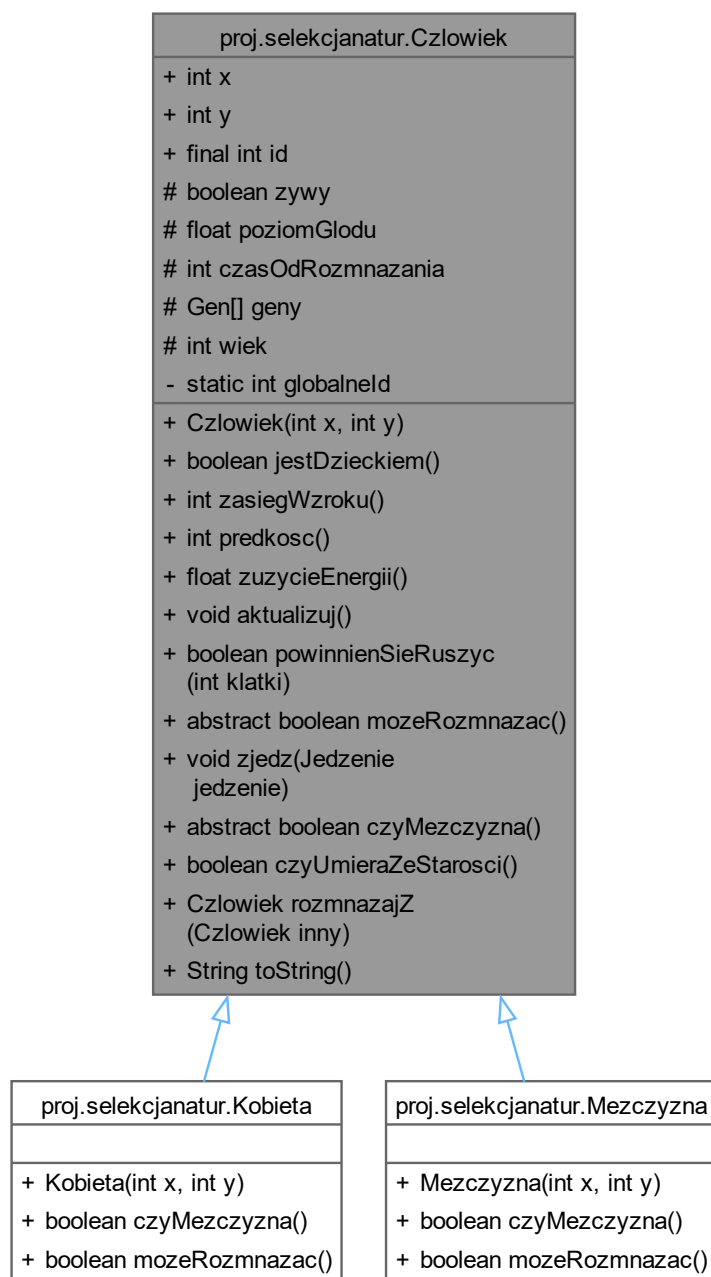 proj.selekcjanatur.Czlowiek
+ int x
+ int y
+ final int id
# boolean zywy
# float poziomGlodu
# int czasOdRozmnazania
# Gen[] geny
# int wiek
- static int globalneId
+ Czlowiek(int x, int y)
+ boolean jestDzieckiem()
+ int zasiegWzroku()
+ int predkosc()
+ float zuzycieEnergii()
+ void aktualizuj()
+ boolean powinnienSieRuszyc
(int klatki)
+ abstract boolean mozeRozmnazac()
+ void zjedz(Jedzenie
jedzenie)
+ abstract boolean czyMezczyzna()
+ boolean czyUmieraZeStarosci()
+ Czlowiek rozmnazajZ
(Czlowiek inny)
+ String toString()
proj.selekcjanatur.Kobieta
+ Kobieta(int x, int y)
+ boolean czyMezczyzna()
+ boolean mozeRozmnazac()
proj.selekcjanatur.Mezczyzna
+ Mezczyzna(int x, int y)
+ boolean czyMezczyzna()
+ boolean mozeRozmnazac()